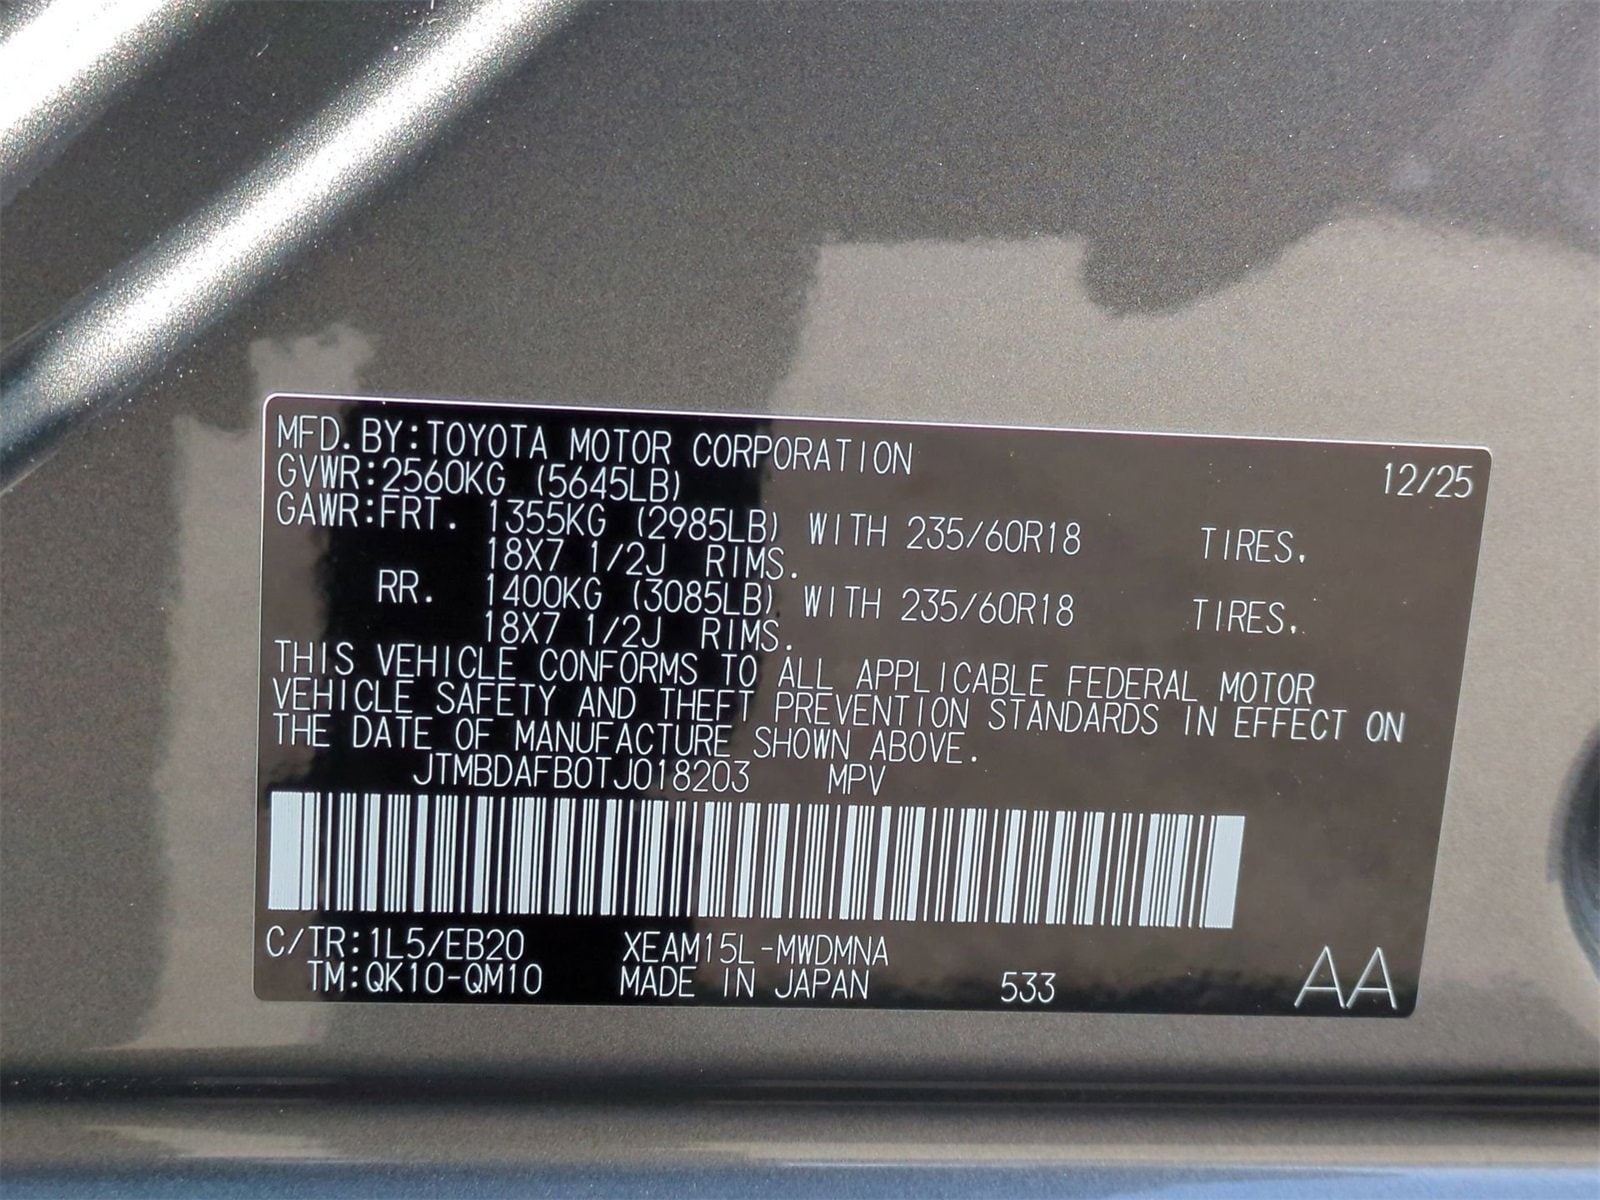 MFD.BY:TOYOTA MOTOR CORPORATION 12/25
GVWR:2560KG (5645LB)
GAWR:FRT. 1355KG (2985LB) WITH 235/60R18 TIRES,
18X7 1/2J RIMS.
RR. 1400KG (3085LB) WITH 235/60R18 TIRES,
18X7 1/2J RIMS.
THIS VEHICLE CONFORMS TO ALL APPLICABLE FEDERAL MOTOR
VEHICLE SAFETY AND THEFT PREVENTION STANDARDS IN EFFECT ON
THE DATE OF MANUFACTURE SHOWN ABOVE.
JTMBDAFB0TJ018203 MPV
C/TR:1L5/EB20 XEAM15L-MWDMNA
TM:QK10-QM10 MADE IN JAPAN 533 AA